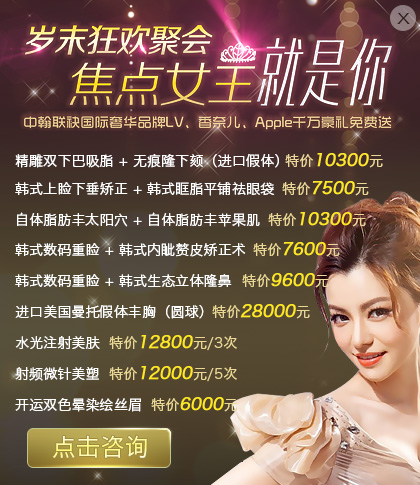 岁末狂欢聚会
焦点女王就是你
中翰联袂国际奢华品牌LV、香奈儿、Apple千万豪礼免费送
精雕双下巴吸脂 + 无痕隆下颏（进口假体）特价10300元
韩式上脸下垂矫正 + 韩式眶脂平铺祛眼袋 特价7500元
自体脂肪丰太阳穴 + 自体脂肪丰苹果肌 特价10300元
韩式数码重脸 + 韩式内眦赘皮矫正术 特价7600元
韩式数码重脸 + 韩式生态立体隆鼻 特价9600元
进口美国曼托假体丰胸（圆球）特价28000元
水光注射美肤 特价12800元/3次
射频微针美塑 特价12000元/5次
开运双色晕染绘丝眉 特价6000元
点击咨询